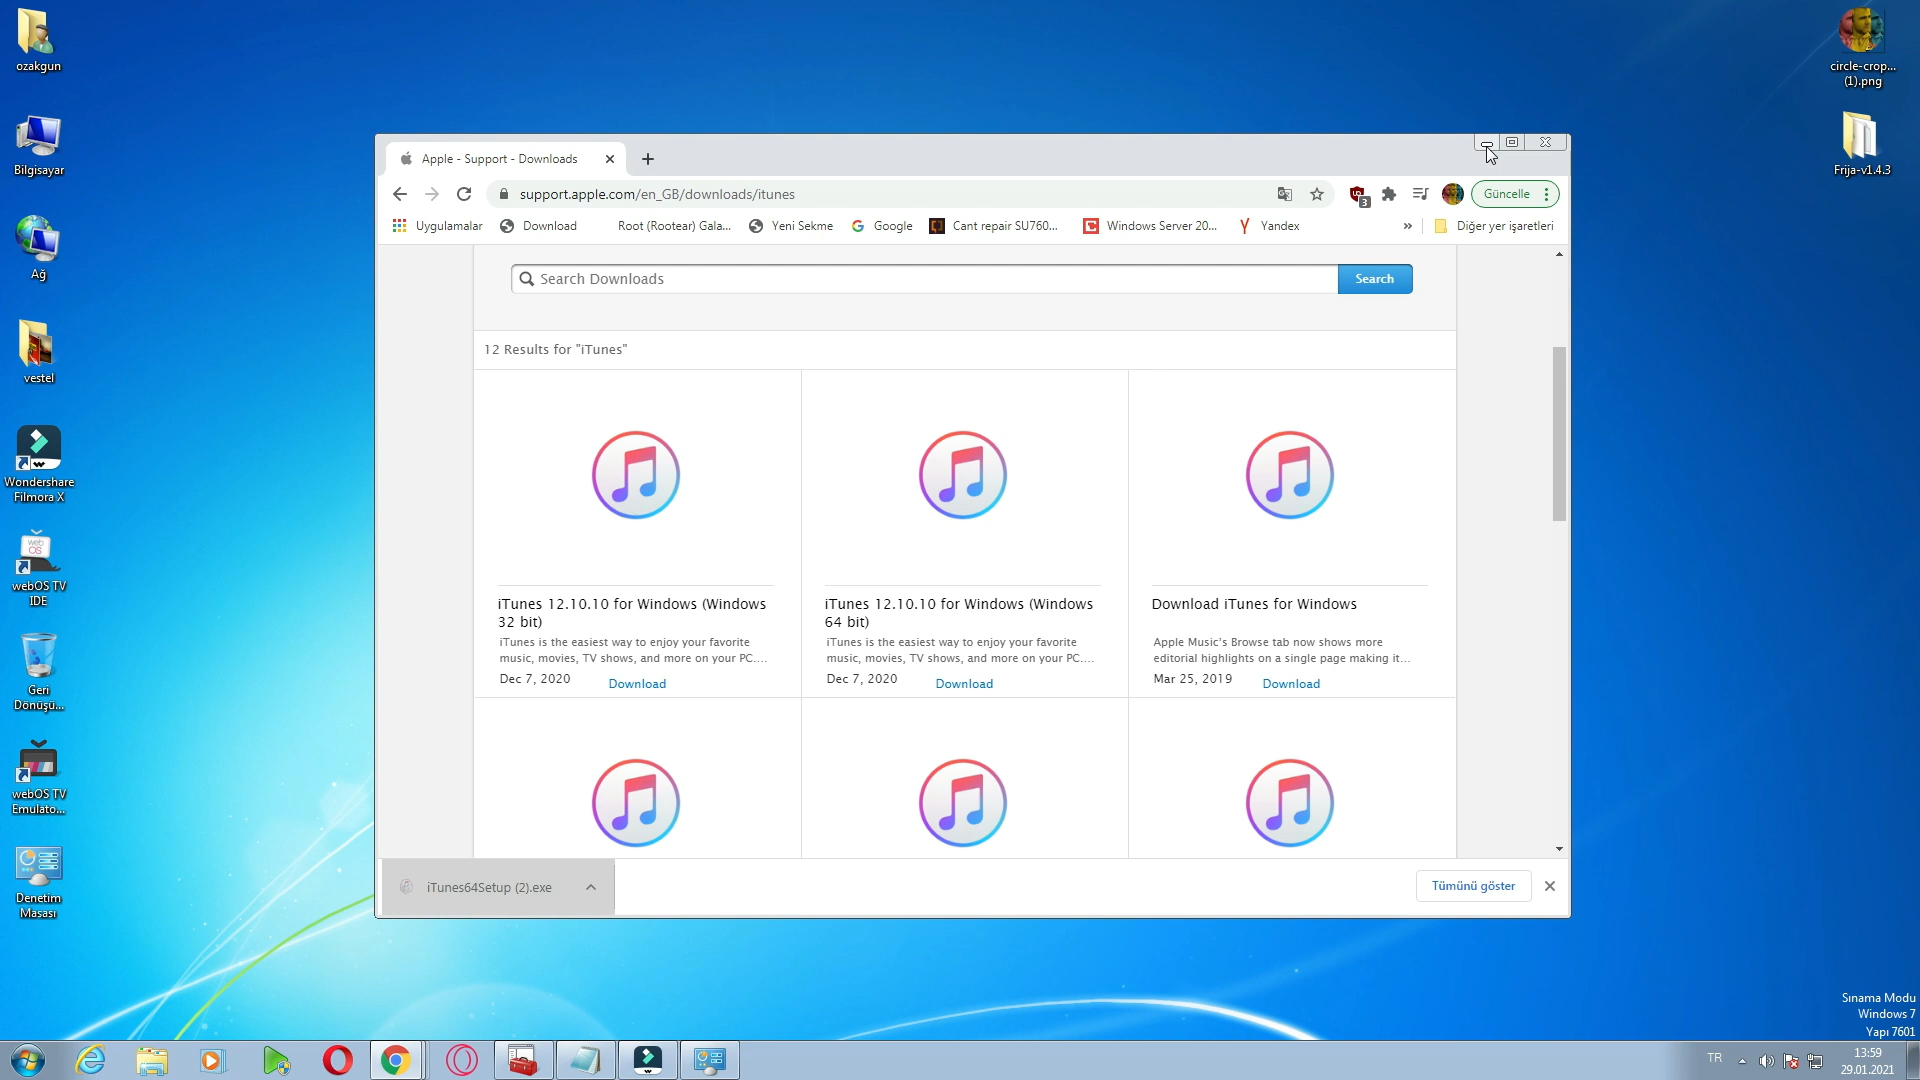 ozakgun
Bilgisayar
Ağ
vestel
Wondershare
Filmora X
webOS TV
IDE
Geri
Dönüşü...
webOS TV
Emulato...
Denetim
Masası
circle-crop...
(1).png
Frija-v1.4.3
Apple - Support - Downloads
support.apple.com/en_GB/downloads/itunes
3
Güncelle
Uygulamalar
Download
Root (Rootear) Gala...
Yeni Sekme
Google
Cant repair SU760...
Windows Server 20...
Yandex
»
Diğer yer işaretleri
Search Downloads
Search
12 Results for "iTunes"
iTunes 12.10.10 for Windows (Windows
32 bit)
iTunes is the easiest way to enjoy your favorite
music, movies, TV shows, and more on your PC....
Dec 7, 2020
Download
iTunes 12.10.10 for Windows (Windows
64 bit)
iTunes is the easiest way to enjoy your favorite
music, movies, TV shows, and more on your PC....
Dec 7, 2020
Download
Download iTunes for Windows
Apple Music's Browse tab now shows more
editorial highlights on a single page making it...
Mar 25, 2019
Download
iTunes64Setup (2).exe
Tümünü göster
Sınama Modu
Windows 7
Yapı 7601
TR
13:59
29.01.2021